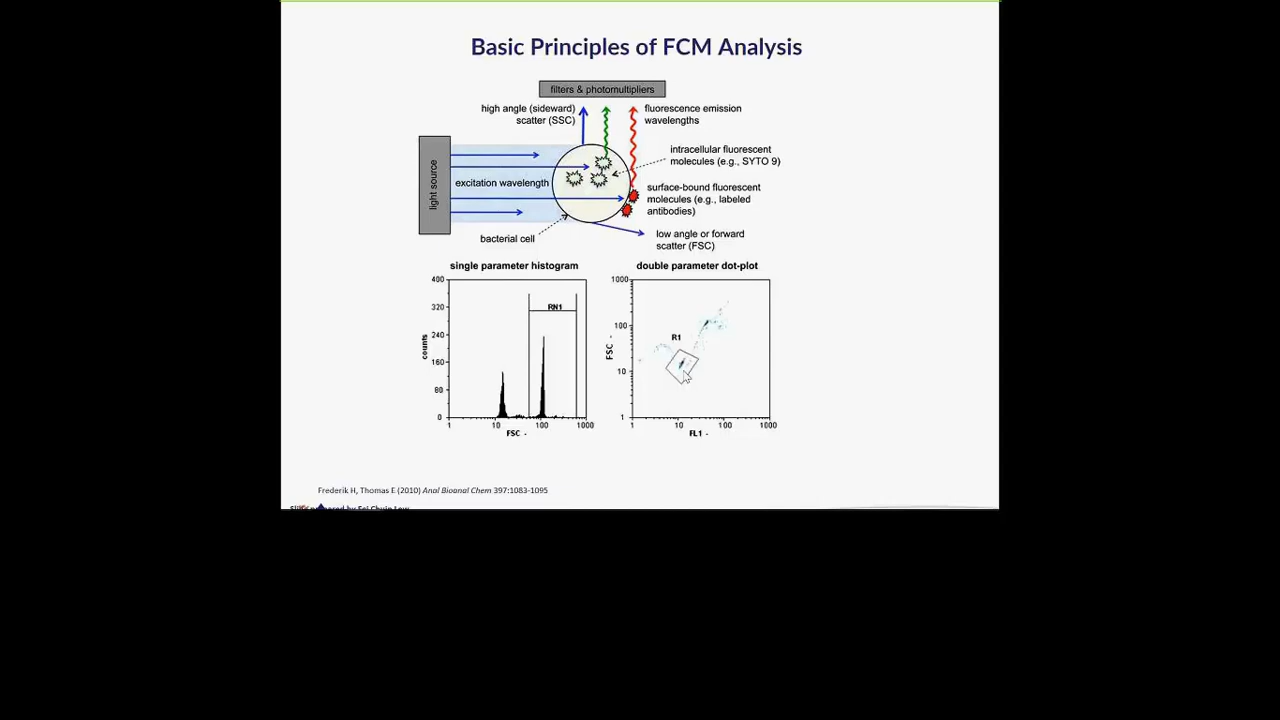 Basic Principles of FCM Analysis
filters & photomultipliers
high angle (sideward)
scatter (SSC)
fluorescence emission
wavelengths
intracellular fluorescent
molecules (e.g., SYTO 9)
light source
excitation wavelength
surface-bound fluorescent
molecules (e.g., labeled
antibodies)
bacterial cell
low angle or forward
scatter (FSC)
single parameter histogram
400
320
240
160
80
0
counts
RN1
1
10
100
1000
FSC -
double parameter dot-plot
1000
100
10
1
FSC -
R1
1
10
100
1000
FL1 -
Frederik H, Thomas E (2010) Anal Bioanal Chem 397:1083-1095